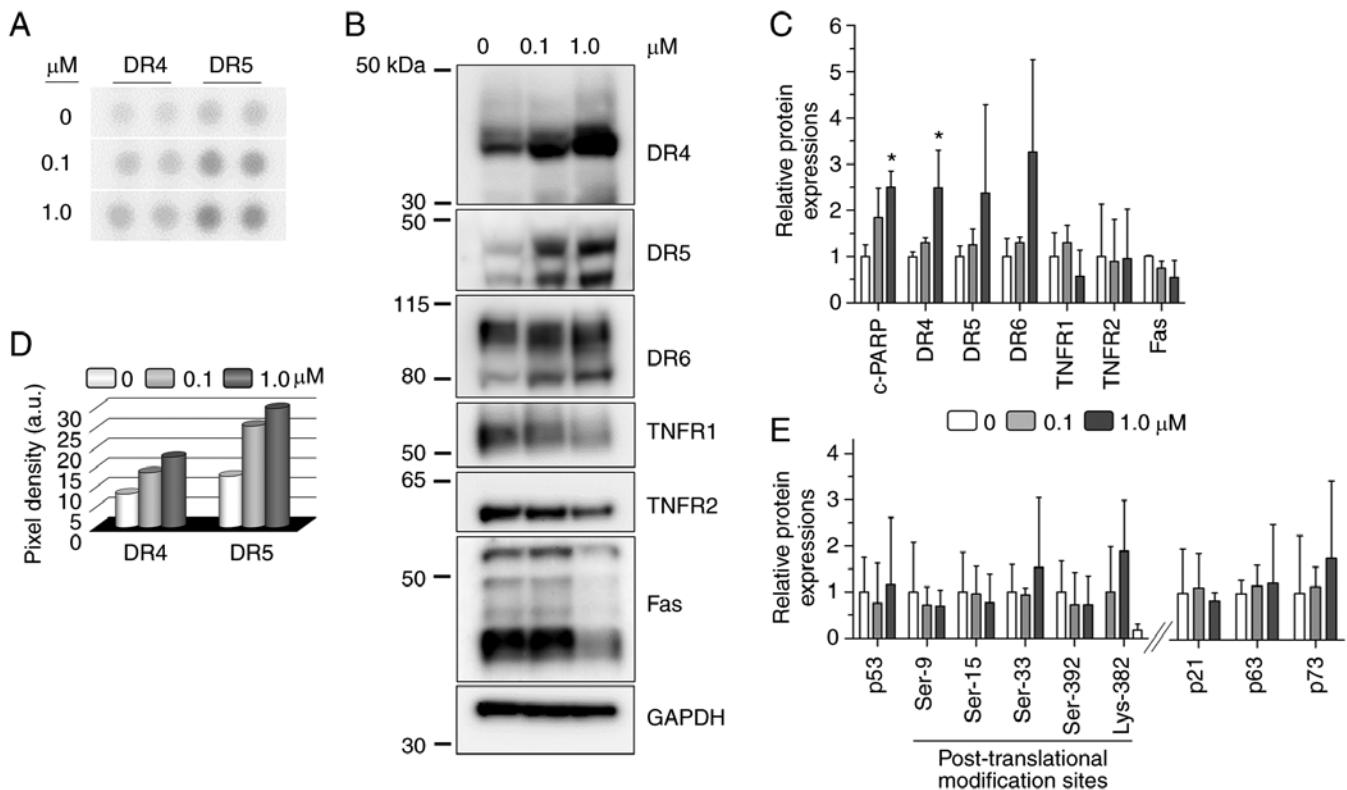 A
μM
DR4 DR5
0
0.1
1.0
B
0 0.1 1.0 μM
50 kDa
DR4
30
50
DR5
115
DR6
80
TNFR1
50
65
TNFR2
50
Fas
GAPDH
30
C
Relative protein
expressions
6
5
4
3
2
1
0
* *
c-PARP
DR4
DR5
DR6
TNFR1
TNFR2
Fas
0 0.1 1.0 μM
D
0 0.1 1.0 μM
Pixel density (a.u.)
30
25
20
15
10
5
0
DR4 DR5
E
Relative protein
expressions
4
3
2
1
0
p53
Ser-9
Ser-15
Ser-33
Ser-392
Lys-382
p21
p63
p73
Post-translational
modification sites